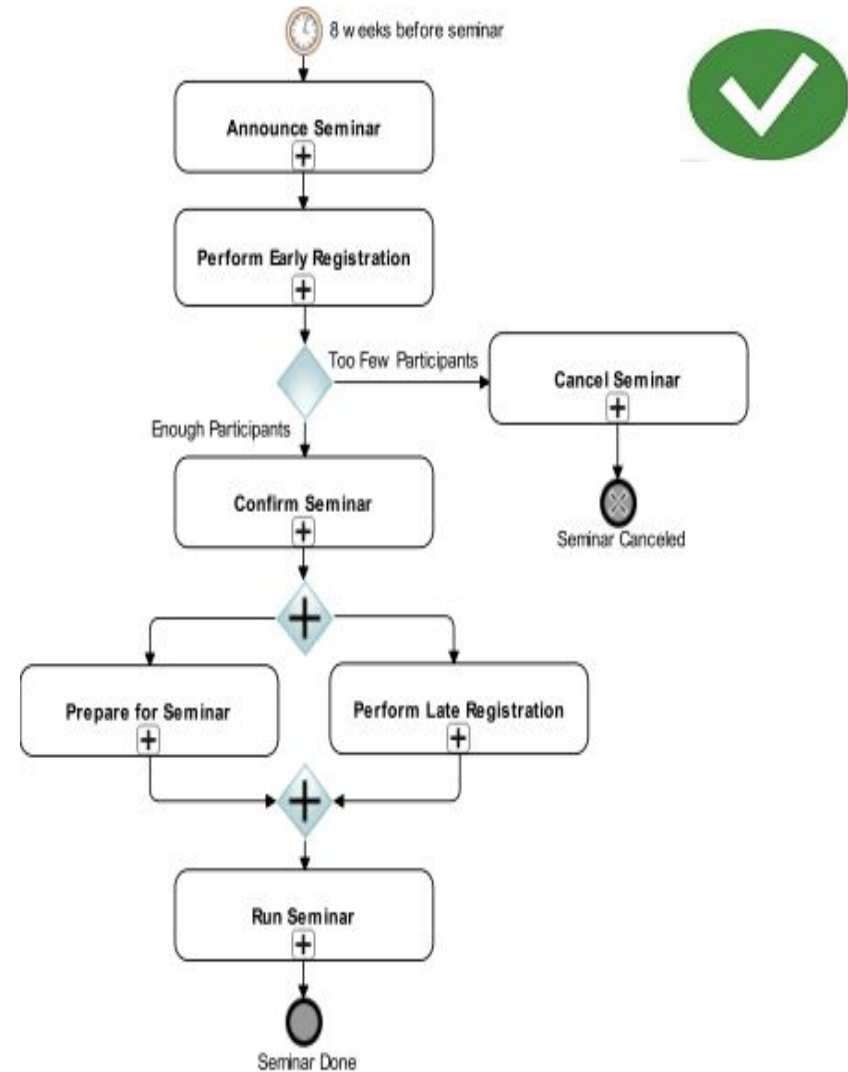 8 weeks before seminar
Announce Seminar
Perform Early Registration
Too Few Participants
Cancel Seminar
Enough Participants
Confirm Seminar
Seminar Canceled
Prepare for Seminar
Perform Late Registration
Run Seminar
Seminar Done